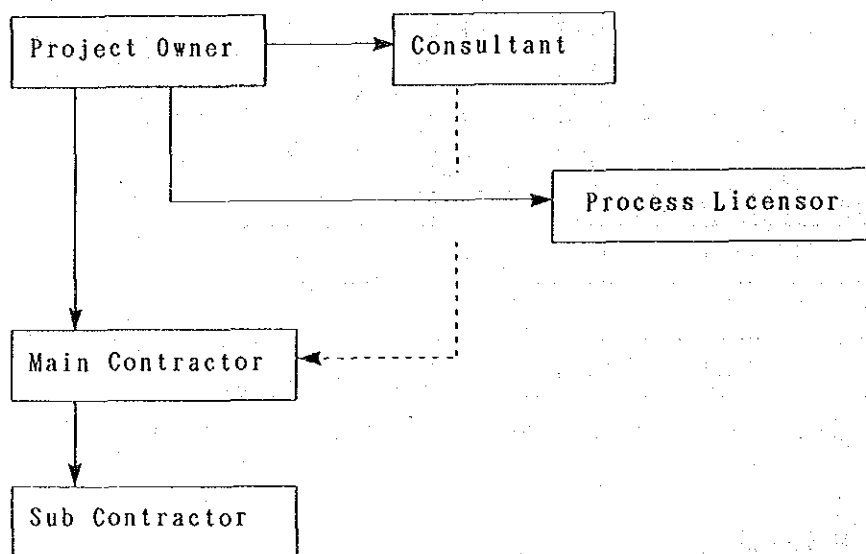 Project Owner
Consultant
Process Licensor
Main Contractor
Sub Contractor